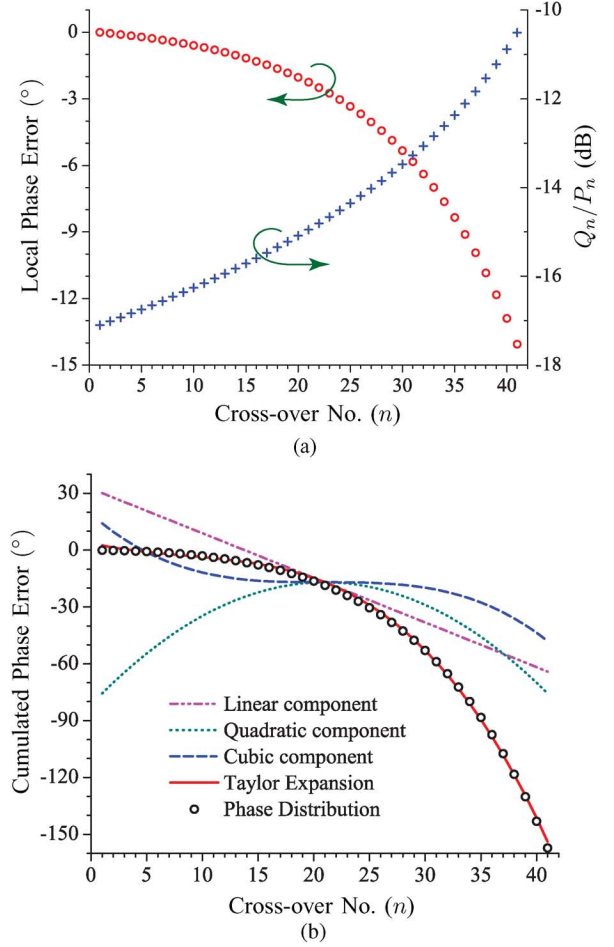 0
-3
-6
-9
-12
-15
Local Phase Error (°)
-10
-12
-14
-16
-18
Qn/Pn (dB)
0 5 10 15 20 25 30 35 40
Cross-over No. (n)
(a)
30
0
-30
-60
-90
-120
-150
Cumulated Phase Error (°)
Linear component
Quadratic component
Cubic component
Taylor Expansion
Phase Distribution
0 5 10 15 20 25 30 35 40
Cross-over No. (n)
(b)